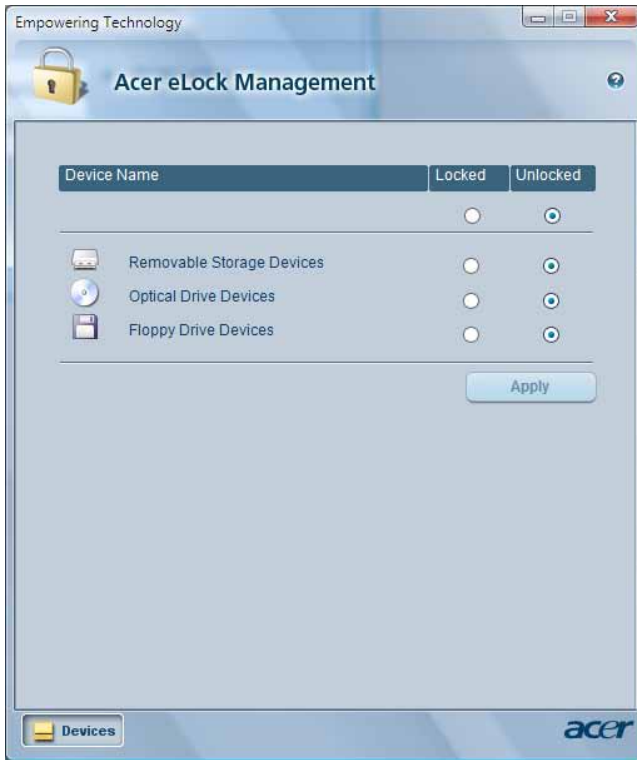 Empowering Technology
Acer eLock Management
Device Name Locked Unlocked
Removable Storage Devices
Optical Drive Devices
Floppy Drive Devices
Apply
Devices
acer